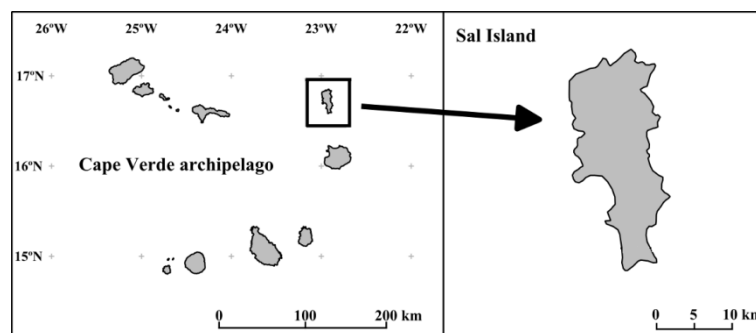 26ºW 25ºW 24ºW 23ºW 22ºW
Sal Island
17ºN
16ºN
Cape Verde archipelago
15ºN
0 100 200 km
0 5 10 km